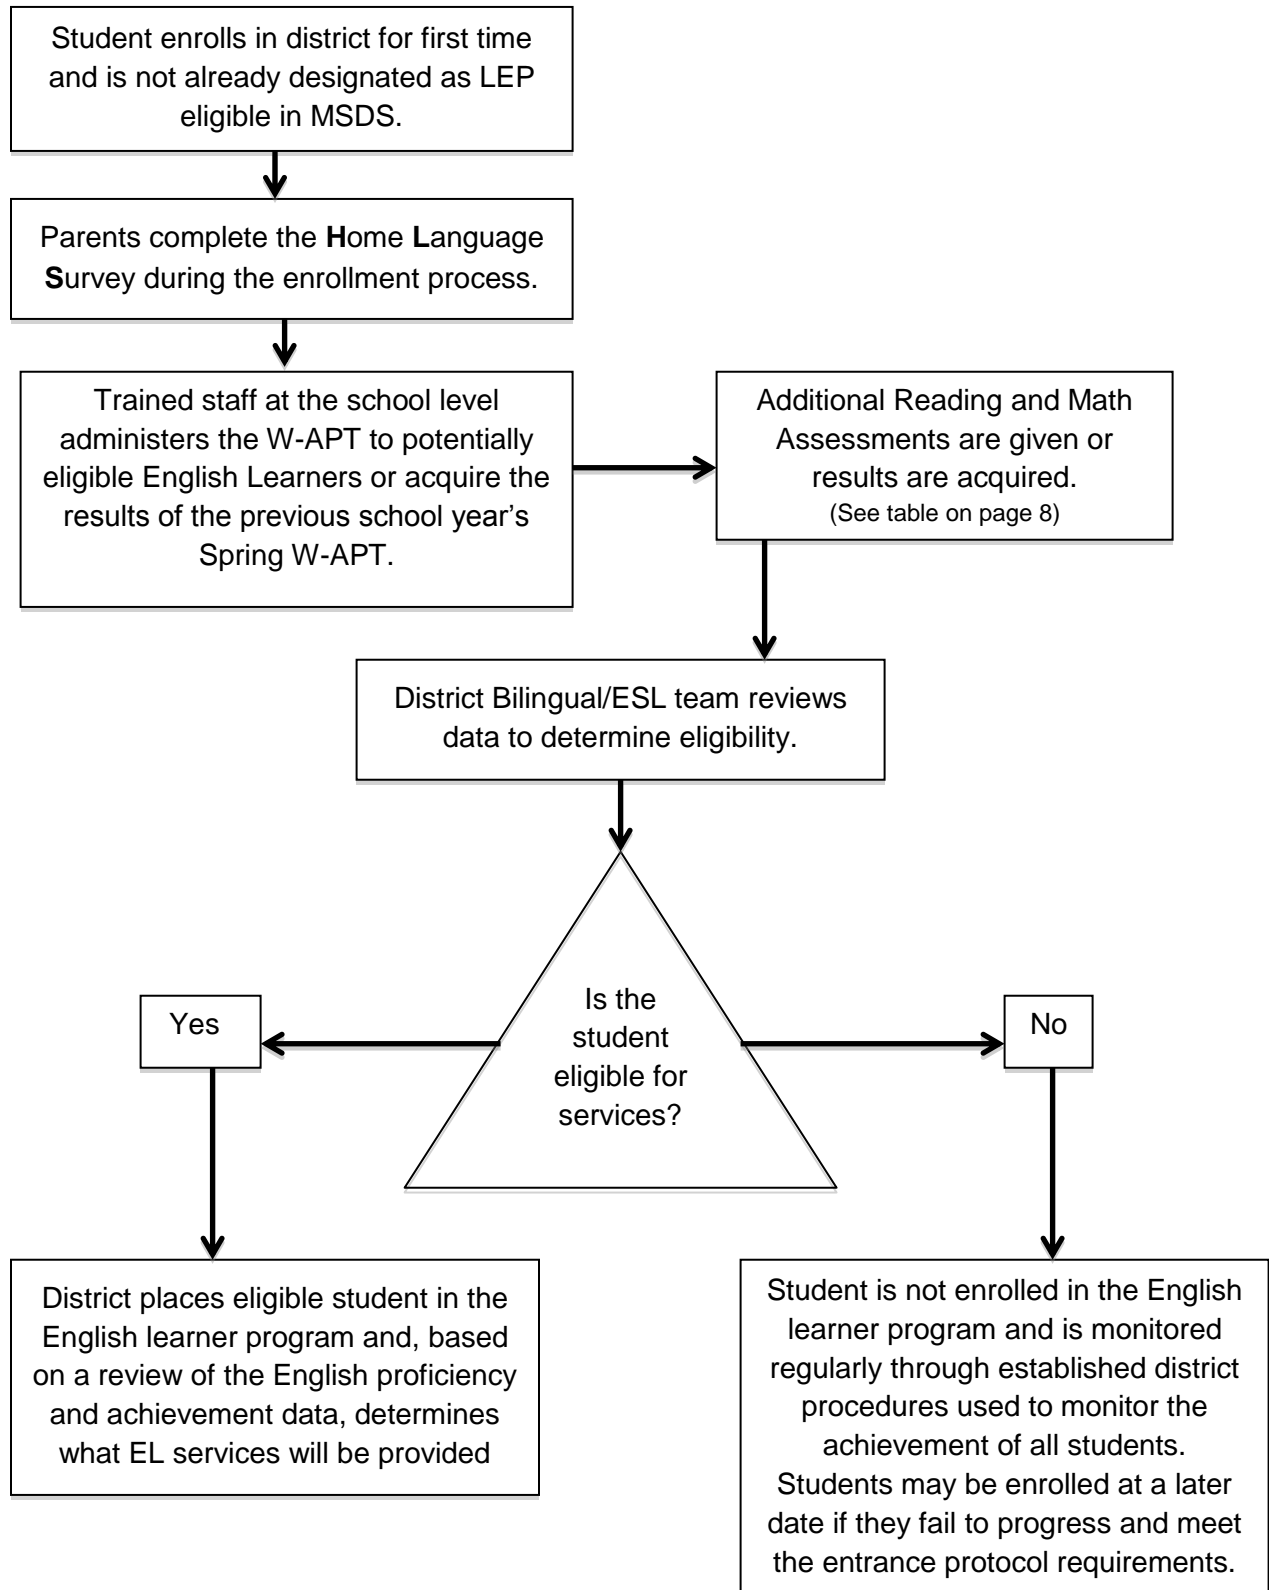 Student enrolls in district for first time
and is not already designated as LEP
eligible in MSDS.
Parents complete the Home Language
Survey during the enrollment process.
Trained staff at the school level
administers the W-APT to potentially
eligible English Learners or acquire the
results of the previous school year's
Spring W-APT.
Additional Reading and Math
Assessments are given or
results are acquired.
(See table on page 8)
District Bilingual/ESL team reviews
data to determine eligibility.
Is the
student
eligible for
services?
Yes
No
District places eligible student in the
English learner program and, based
on a review of the English proficiency
and achievement data, determines
what EL services will be provided
Student is not enrolled in the English
learner program and is monitored
regularly through established district
procedures used to monitor the
achievement of all students.
Students may be enrolled at a later
date if they fail to progress and meet
the entrance protocol requirements.